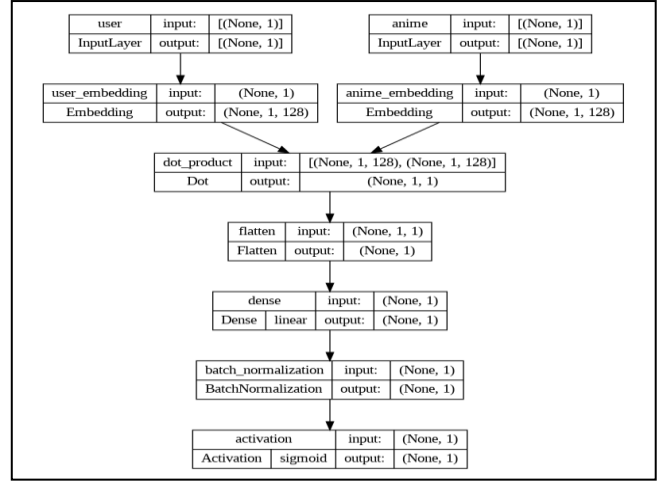 user input: [(None, 1)]
InputLayer output: [(None, 1)]
anime input: [(None, 1)]
InputLayer output: [(None, 1)]
user_embedding input: (None, 1)
Embedding output: (None, 1, 128)
anime_embedding input: (None, 1)
Embedding output: (None, 1, 128)
dot_product input: [(None, 1, 128), (None, 1, 128)]
Dot output: (None, 1, 1)
flatten input: (None, 1, 1)
Flatten output: (None, 1)
dense input: (None, 1)
Dense linear output: (None, 1)
batch_normalization input: (None, 1)
BatchNormalization output: (None, 1)
activation input: (None, 1)
Activation sigmoid output: (None, 1)